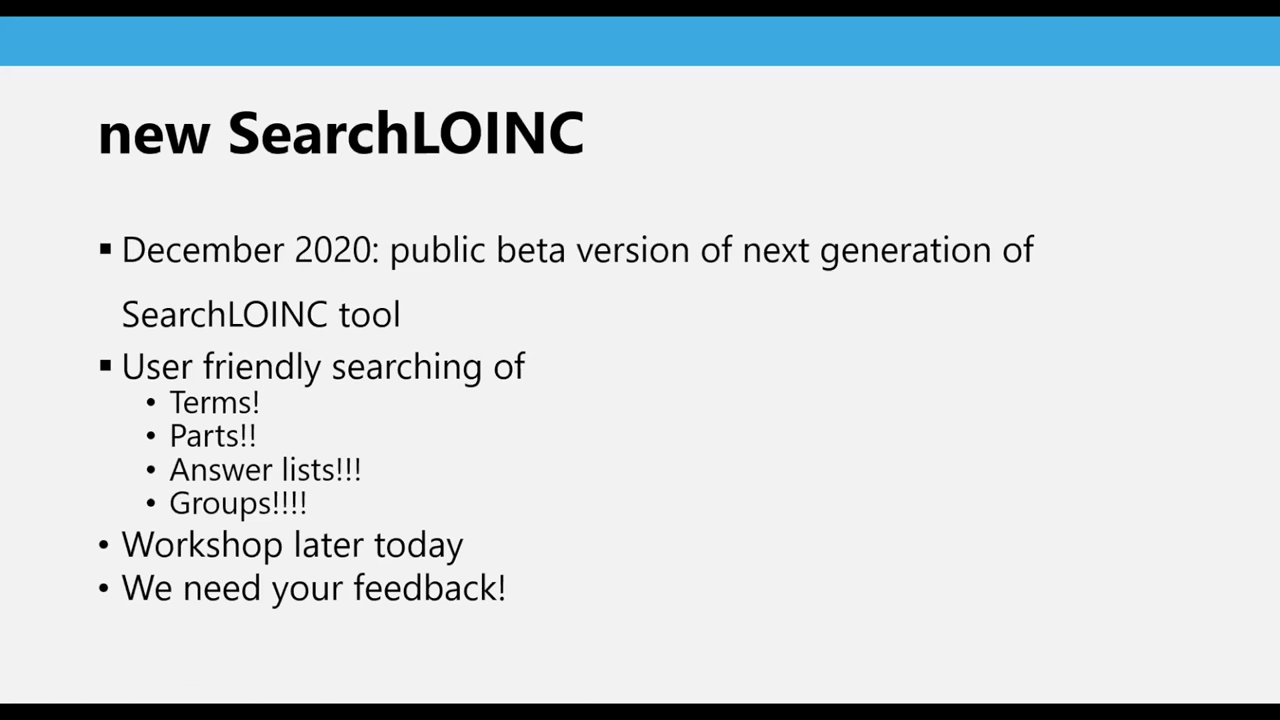 new SearchLOINC
▪ December 2020: public beta version of next generation of
SearchLOINC tool
▪ User friendly searching of
• Terms!
• Parts!!
• Answer lists!!!
• Groups!!!!
• Workshop later today
• We need your feedback!